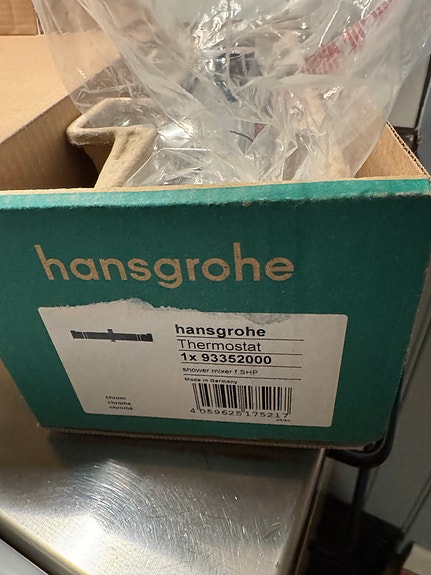 hansgrohe
hansgrohe
Thermostat
1x 93352000
shower mixer f.SHP
Made in Germany
chrom
chrome
chromé
4 059625 175217